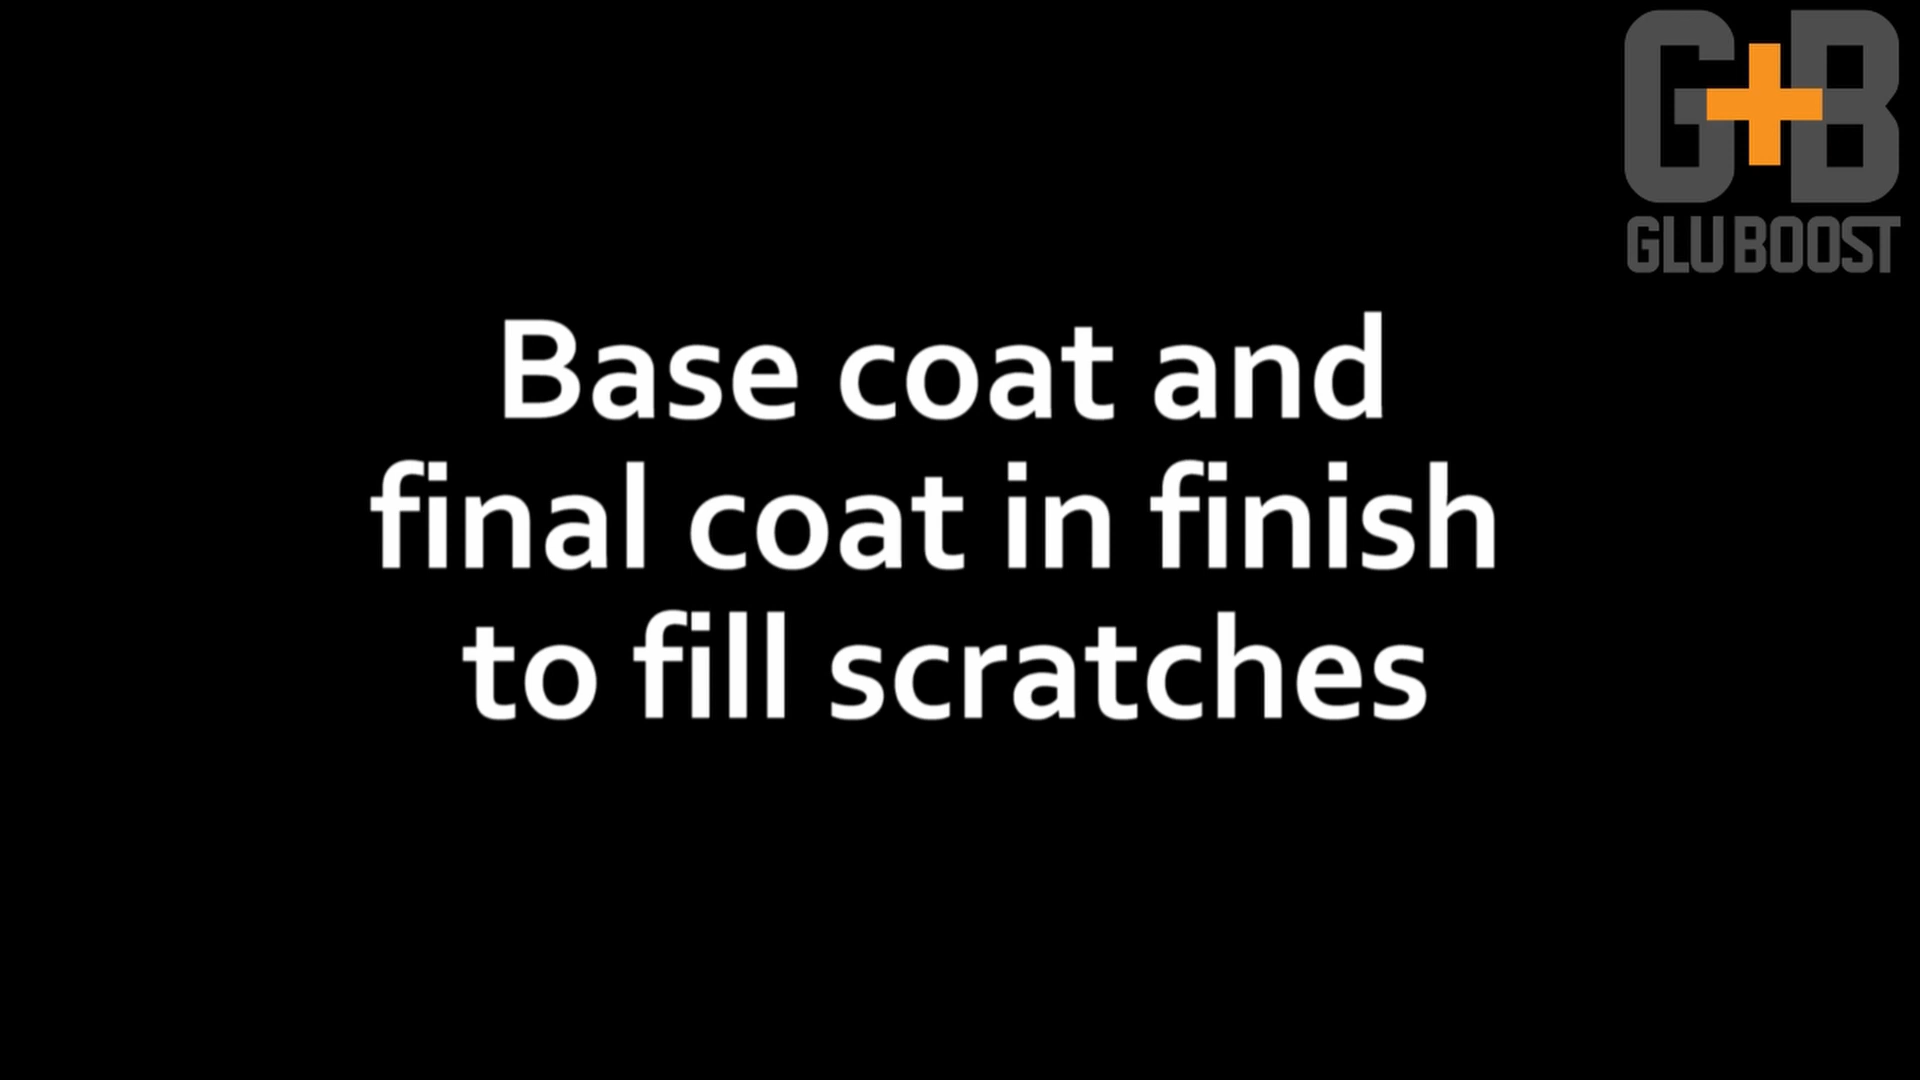 G+B
GLU BOOST
Base coat and
final coat in finish
to fill scratches